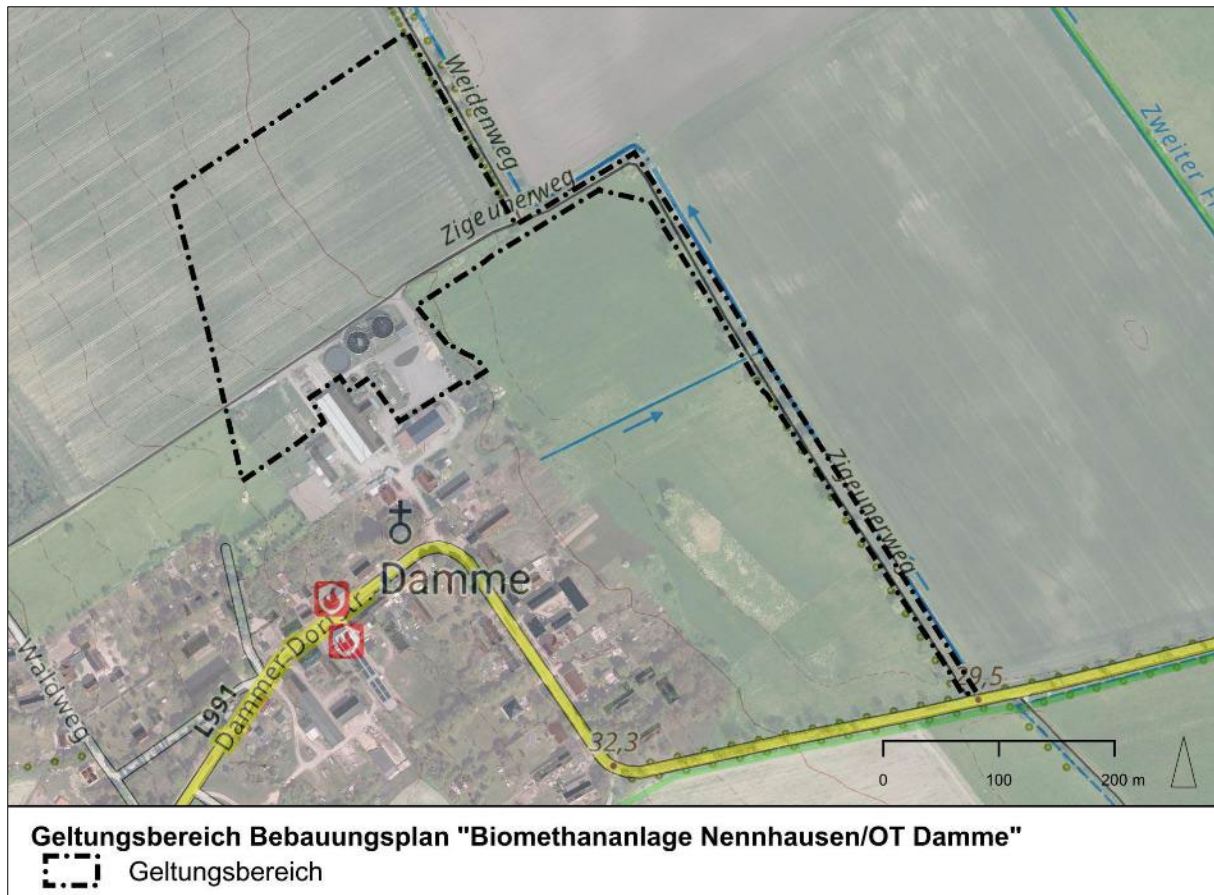 Weidenweg
Zweiter
Zigeunerweg
Zigeunerweg
Damme
Dammer Dorfstr.
L991
Waldweg
29,5
32,3
0 100 200 m
Geltungsbereich Bebauungsplan "Biomethananlage Nennhausen/OT Damme"
Geltungsbereich